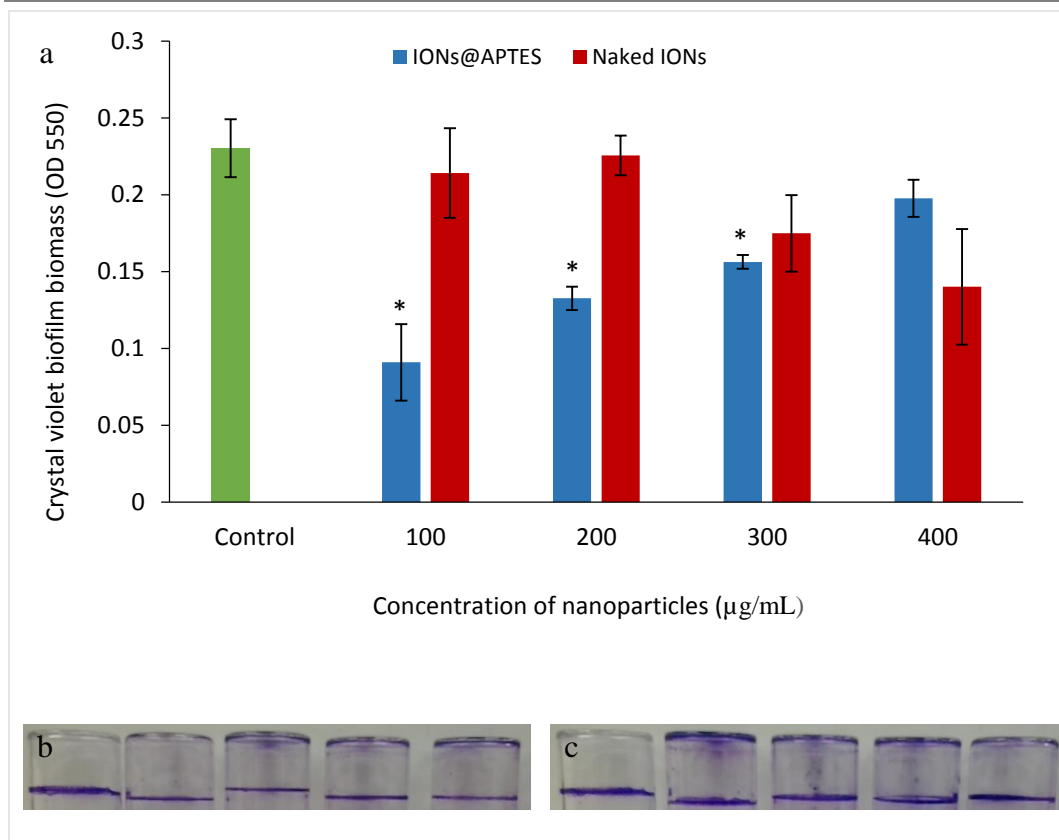 a
0.3
IONs@APTES Naked IONs
0.25
0.2
0.15
0.1
0.05
0
* * *
Crystal violet biofilm biomass (OD 550)
Control 100 200 300 400
Concentration of nanoparticles (µg/mL)
b c